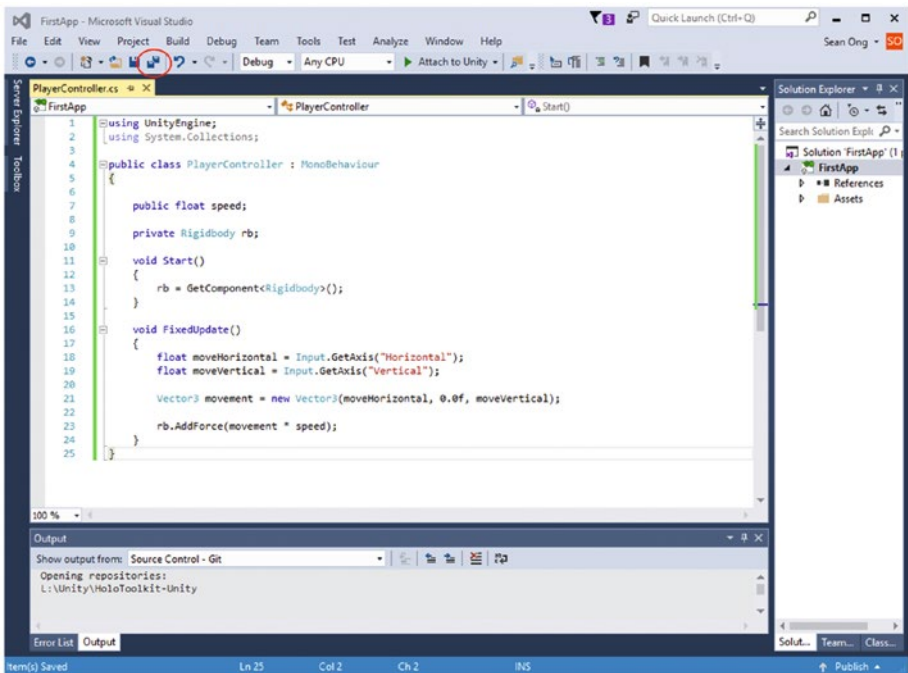 FirstApp - Microsoft Visual Studio
5
Quick Launch (Ctrl+Q)
File Edit View Project Build Debug Team Tools Test Analyze Window Help
Sean Ong
SO
Debug Any CPU Attach to Unity
Server Explorer
Toolbox
PlayerController.cs
FirstApp PlayerController Start()
1 using UnityEngine;
2 using System.Collections;
3
4 public class PlayerController : MonoBehaviour
5 {
6
7 public float speed;
8
9 private Rigidbody rb;
10
11 void Start()
12 {
13 rb = GetComponent<Rigidbody>();
14 }
15
16 void FixedUpdate()
17 {
18 float moveHorizontal = Input.GetAxis("Horizontal");
19 float moveVertical = Input.GetAxis("Vertical");
20
21 Vector3 movement = new Vector3(moveHorizontal, 0.0f, moveVertical);
22
23 rb.AddForce(movement * speed);
24 }
25 }
100 %
Solution Explorer
Search Solution Expl
Solution 'FirstApp' (1
FirstApp
References
Assets
Output
Show output from: Source Control - Git
Opening repositories:
L:\Unity\HoloToolkit-Unity
Error List Output
Solut... Team... Class...
Item(s) Saved Ln 25 Col 2 Ch 2 INS Publish